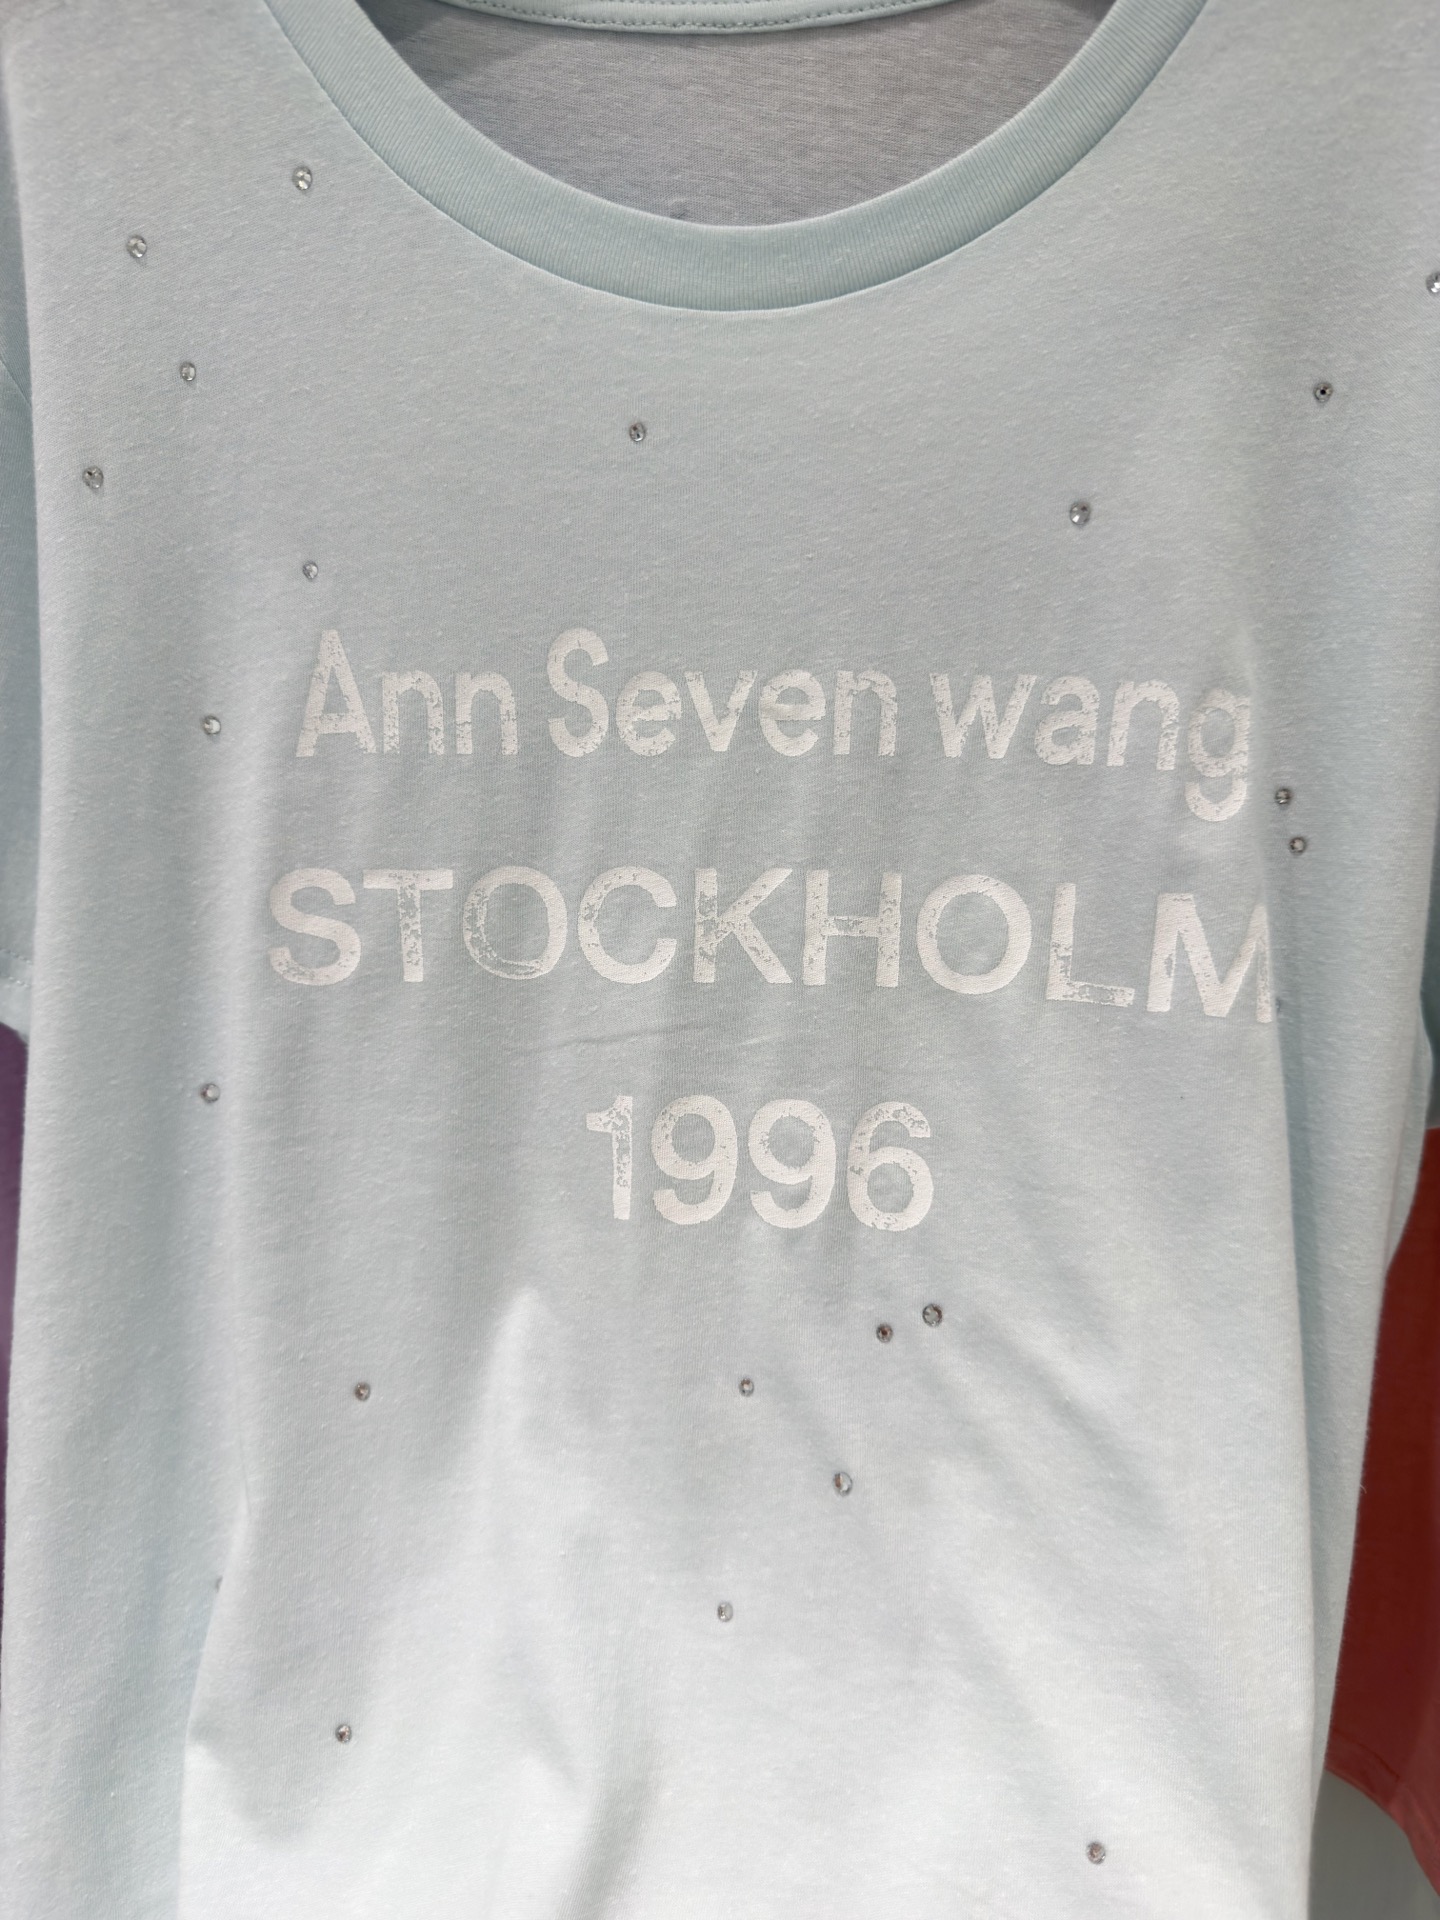 Ann Seven wang
STOCKHOLM
1996